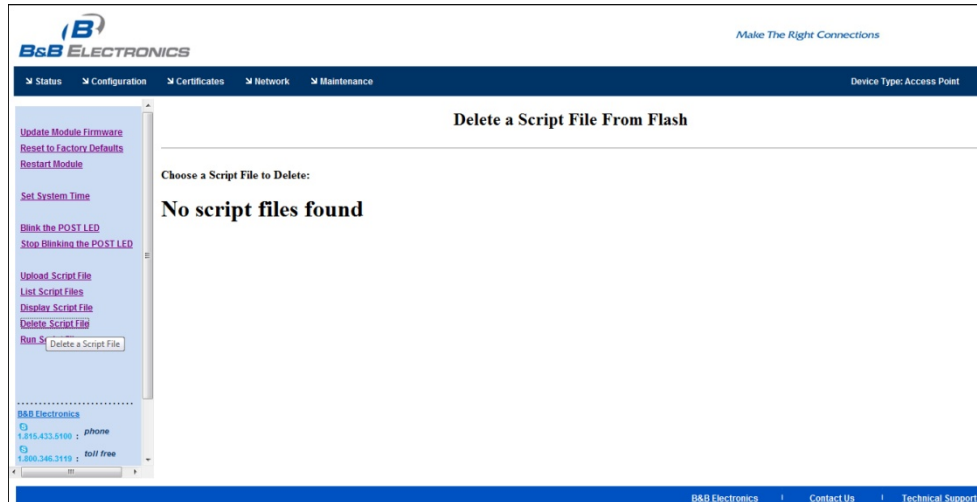 B&B ELECTRONICS
Make The Right Connections
Status Configuration Certificates Network Maintenance Device Type: Access Point
Delete a Script File From Flash
Update Module Firmware
Reset to Factory Defaults
Restart Module
Set System Time
Blink the POST LED
Stop Blinking the POST LED
Upload Script File
List Script Files
Display Script File
Delete Script File
Run
Delete a Script File
Choose a Script File to Delete:
No script files found
B&B Electronics
1.815.433.5100 : phone
1.800.346.3119 : toll free
B&B Electronics | Contact Us | Technical Support